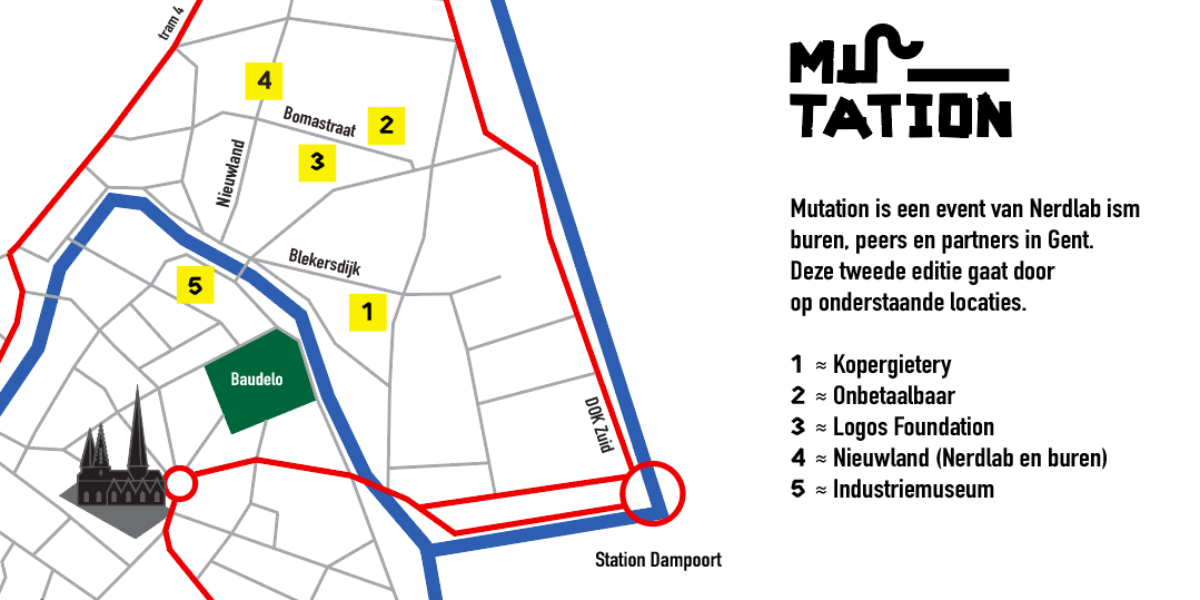 tram 4
4
Bomastraat
2
3
Nieuwland
Blekersdijk
5
1
Baudelo
DOK Zuid
Station Dampoort
MUTATION
Mutation is een event van Nerdlab ism
buren, peers en partners in Gent.
Deze tweede editie gaat door
op onderstaande locaties.
1 ≈ Kopergietery
2 ≈ Onbetaalbaar
3 ≈ Logos Foundation
4 ≈ Nieuwland (Nerdlab en buren)
5 ≈ Industriemuseum